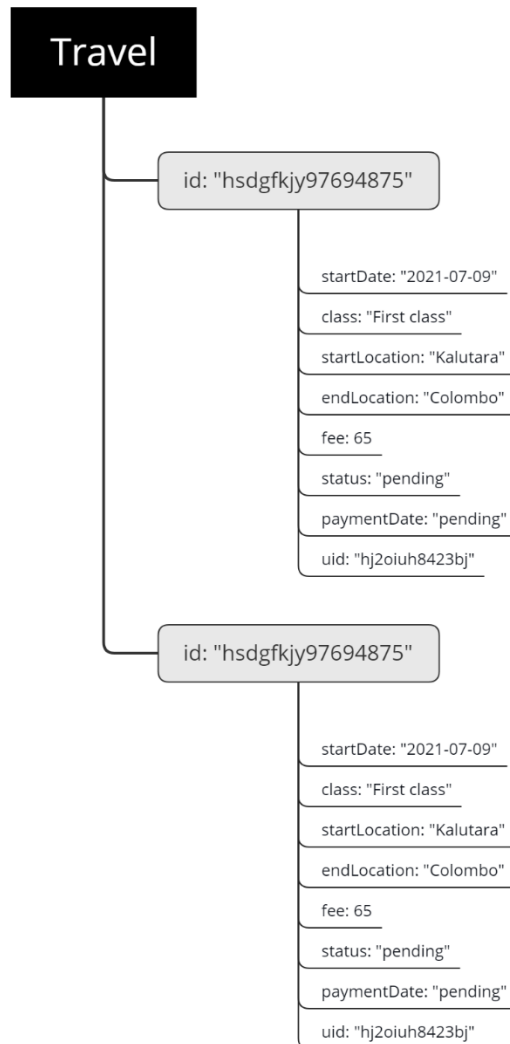 Travel
id: "hsdgfkjy97694875"
startDate: "2021-07-09"
class: "First class"
startLocation: "Kalutara"
endLocation: "Colombo"
fee: 65
status: "pending"
paymentDate: "pending"
uid: "hj2oiuh8423bj"
id: "hsdgfkjy97694875"
startDate: "2021-07-09"
class: "First class"
startLocation: "Kalutara"
endLocation: "Colombo"
fee: 65
status: "pending"
paymentDate: "pending"
uid: "hj2oiuh8423bj"